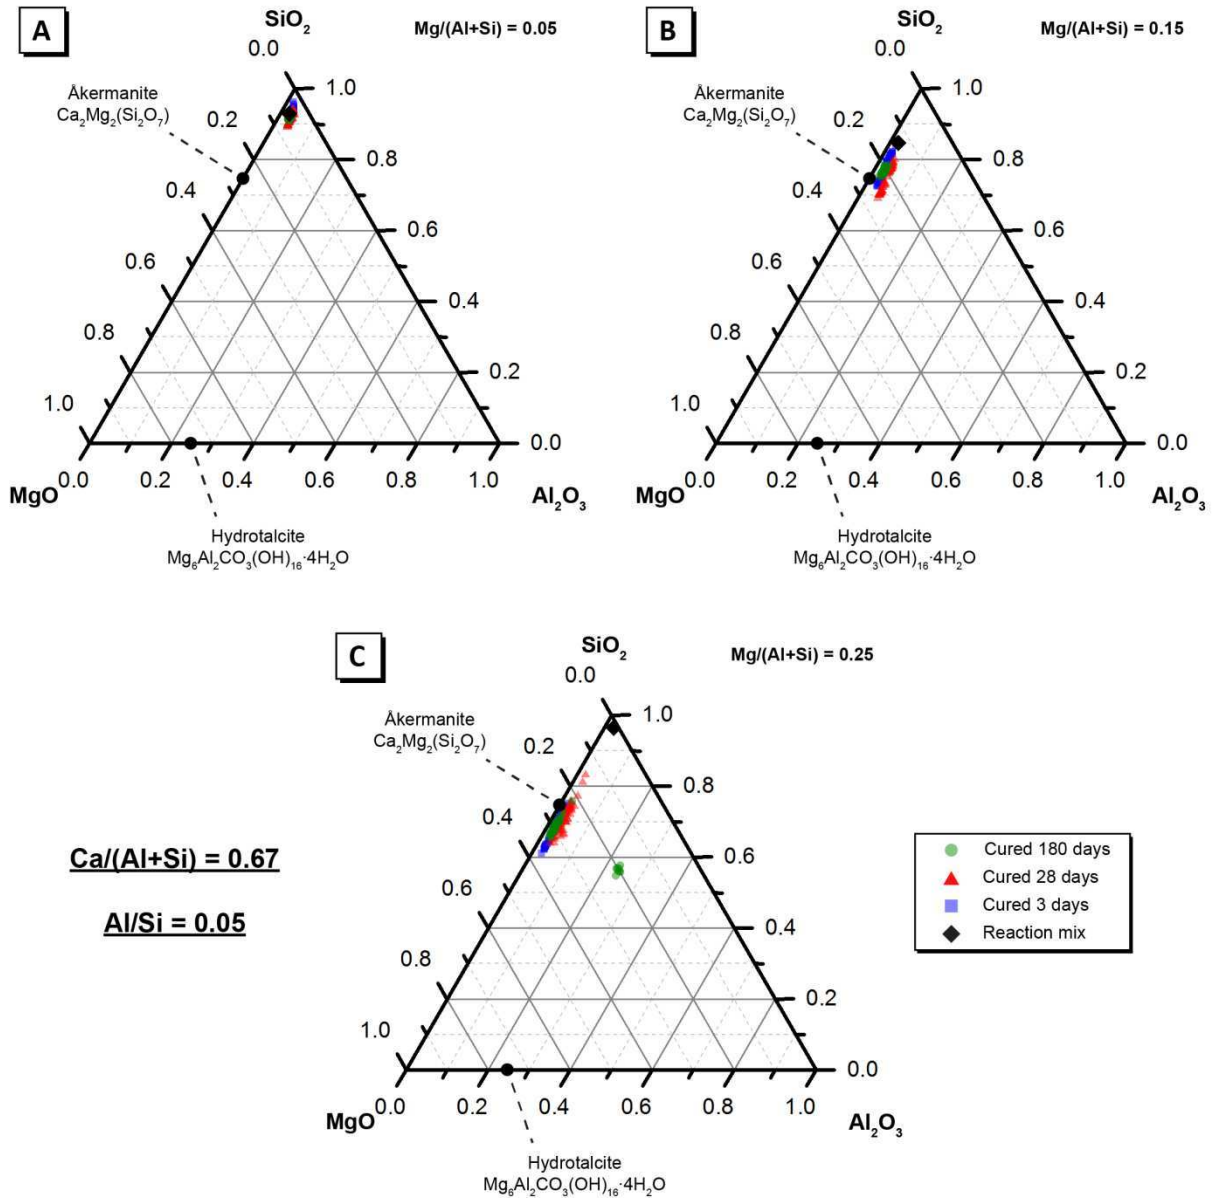 A
SiO₂
Mg/(Al+Si) = 0.05
0.0
Åkermanite
Ca₂Mg₂(Si₂O₇)
1.0
0.2
0.8
0.4
0.6
0.6
0.4
0.8
0.2
1.0
0.0
0.0 0.2 0.4 0.6 0.8 1.0
MgO
Al₂O₃
Hydrotalcite
Mg₆Al₂CO₃(OH)₁₆·4H₂O
B
SiO₂
Mg/(Al+Si) = 0.15
0.0
Åkermanite
Ca₂Mg₂(Si₂O₇)
1.0
0.2
0.8
0.4
0.6
0.6
0.4
0.8
0.2
1.0
0.0
0.0 0.2 0.4 0.6 0.8 1.0
MgO
Al₂O₃
Hydrotalcite
Mg₆Al₂CO₃(OH)₁₆·4H₂O
C
SiO₂
Mg/(Al+Si) = 0.25
0.0
Åkermanite
Ca₂Mg₂(Si₂O₇)
1.0
0.2
0.8
0.4
0.6
0.6
0.4
0.8
0.2
1.0
0.0
0.0 0.2 0.4 0.6 0.8 1.0
MgO
Al₂O₃
Hydrotalcite
Mg₆Al₂CO₃(OH)₁₆·4H₂O
Ca/(Al+Si) = 0.67
Al/Si = 0.05
Cured 180 days
Cured 28 days
Cured 3 days
Reaction mix